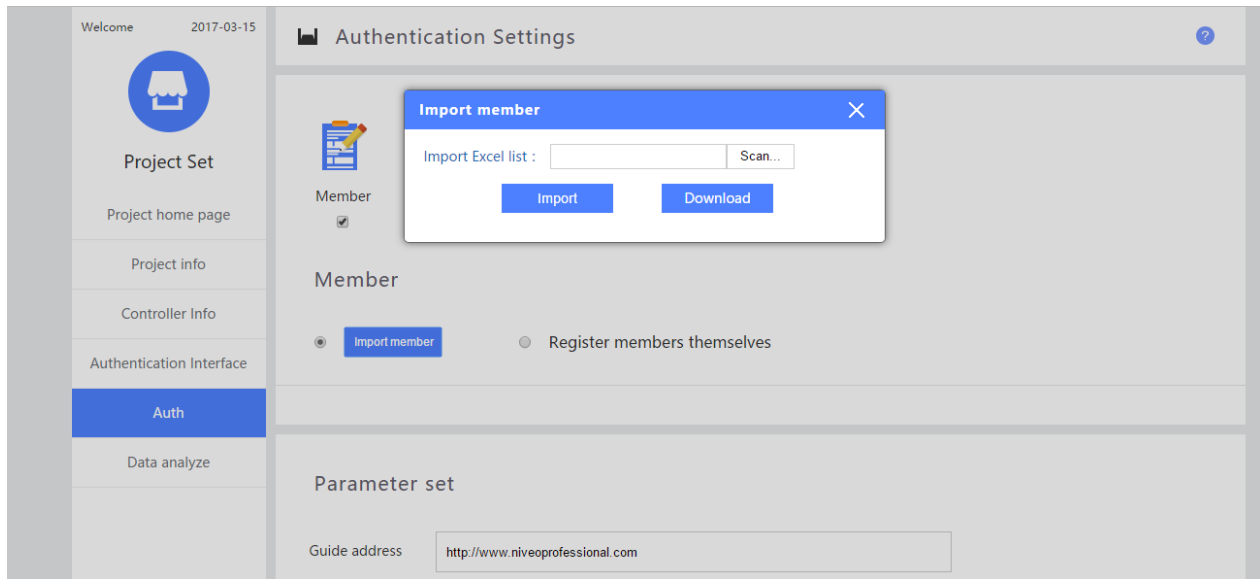 Welcome 2017-03-15
Project Set
Project home page
Project info
Controller Info
Authentication Interface
Auth
Data analyze
Authentication Settings
?
Import member
Import Excel list :
Scan...
Import
Download
Member
Member
Import member
Register members themselves
Parameter set
Guide address
http://www.niveoprofessional.com